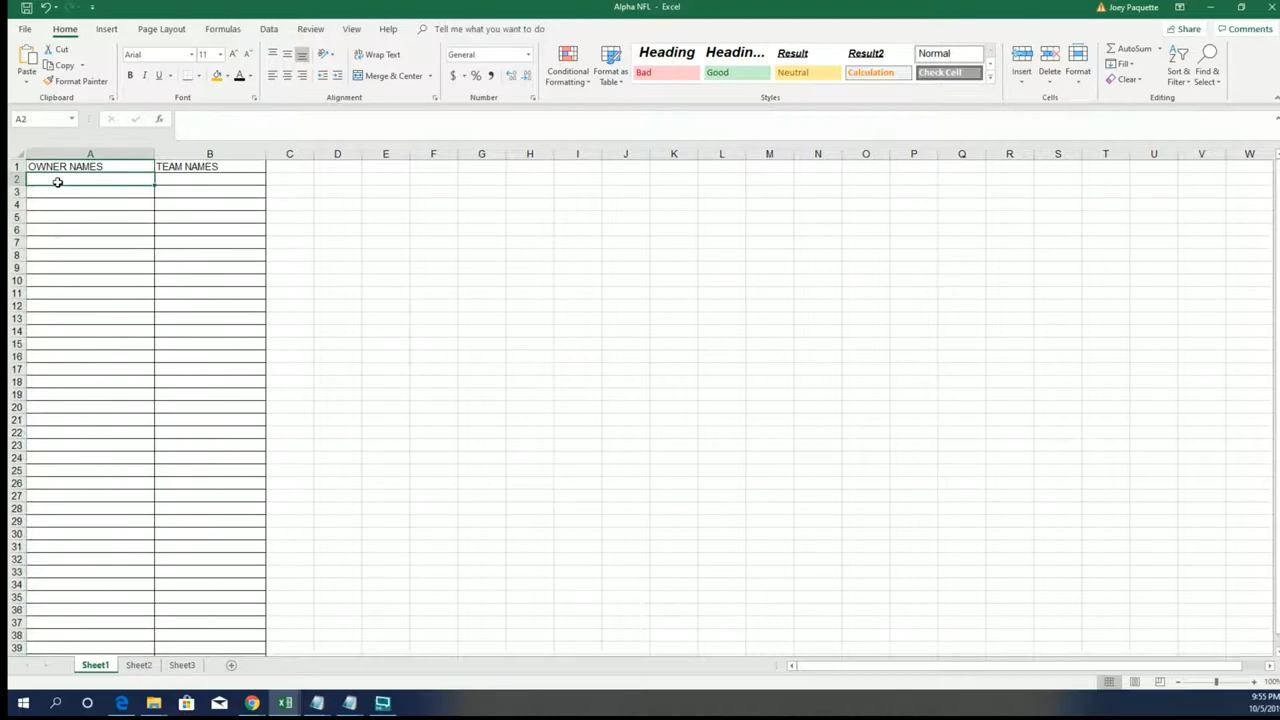 Alpha NFL - Excel
Joey Paquette
File Home Insert Page Layout Formulas Data Review View Help Tell me what you want to do
Share Comments
Paste Cut Copy Format Painter
Clipboard
Arial 11
B I U
Font
Wrap Text
Merge & Center
Alignment
General
$ % ,
Number
Conditional Formatting
Format as Table
Heading Headin... Result Result2 Normal
Bad Good Neutral Calculation Check Cell
Styles
Insert Delete Format
Cells
AutoSum
Fill
Clear
Sort & Filter
Find & Select
Editing
A2 fx
A B C D E F G H I J K L M N O P Q R S T U V W
1 OWNER NAMES TEAM NAMES
2
3
4
5
6
7
8
9
10
11
12
13
14
15
16
17
18
19
20
21
22
23
24
25
26
27
28
29
30
31
32
33
34
35
36
37
38
39
Sheet1 Sheet2 Sheet3
100%
9:55 PM